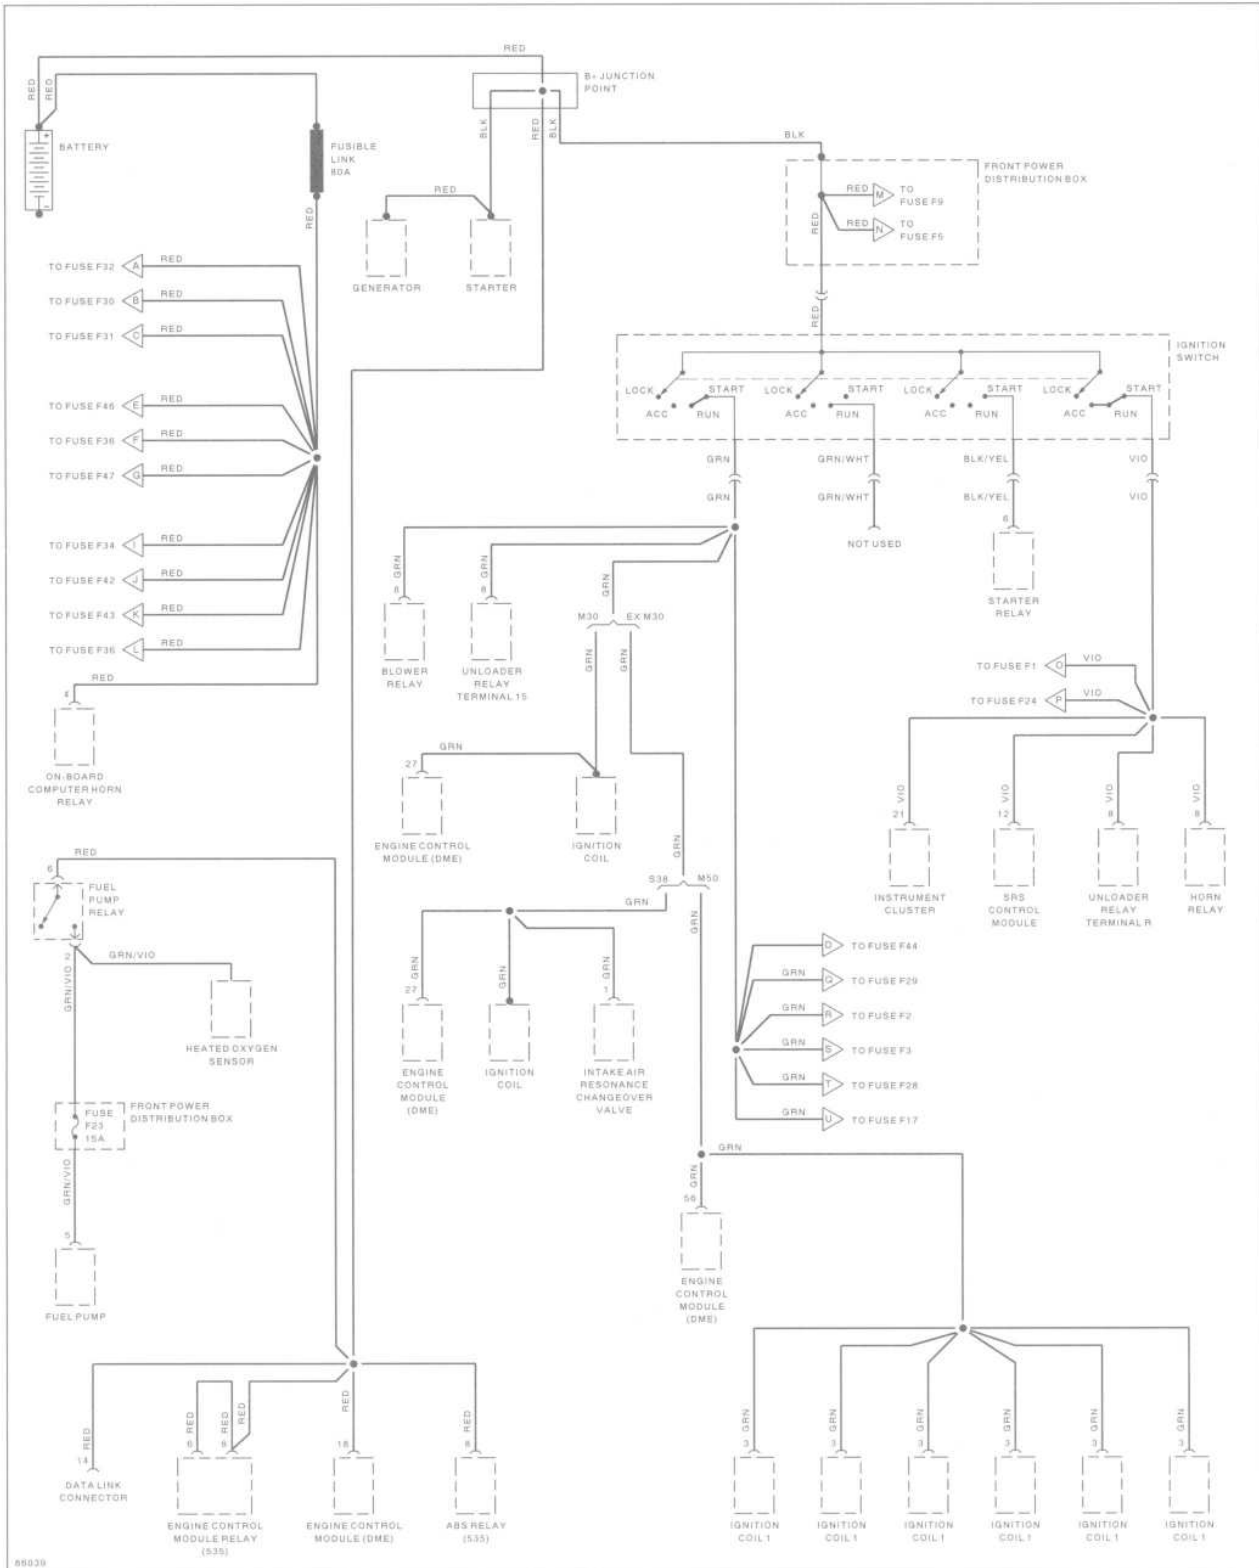 RED
B+ JUNCTION
POINT
RED
RED
BATTERY
+
-
FUSIBLE
LINK
80A
RED
BLK
RED
BLK
BLK
FRONT POWER
DISTRIBUTION BOX
RED
M
TO
FUSE F9
RED
N
TO
FUSE F5
RED
RED
GENERATOR
STARTER
RED
TO FUSE F32
A
RED
TO FUSE F30
B
RED
TO FUSE F31
C
RED
TO FUSE F46
E
RED
TO FUSE F36
F
RED
TO FUSE F47
G
RED
TO FUSE F34
I
RED
TO FUSE F42
J
RED
TO FUSE F43
K
RED
TO FUSE F36
L
RED
RED
4
ON-BOARD
COMPUTER HORN
RELAY
IGNITION
SWITCH
LOCK
START
ACC
RUN
LOCK
START
ACC
RUN
LOCK
START
ACC
RUN
LOCK
START
ACC
RUN
GRN
GRN/WHT
BLK/YEL
VIO
GRN
GRN/WHT
BLK/YEL
VIO
NOT USED
6
STARTER
RELAY
GRN
8
BLOWER
RELAY
GRN
8
UNLOADER
RELAY
TERMINAL 15
GRN
M30
EX M30
GRN
GRN
TO FUSE F1
O
VIO
TO FUSE F24
P
VIO
GRN
27
ENGINE CONTROL
MODULE (DME)
IGNITION
COIL
VIO
21
INSTRUMENT
CLUSTER
VIO
12
SRS
CONTROL
MODULE
VIO
8
UNLOADER
RELAY
TERMINAL R
VIO
8
HORN
RELAY
RED
6
FUEL
PUMP
RELAY
2
GRN/VIO
GRN/VIO
HEATED OXYGEN
SENSOR
FRONT POWER
DISTRIBUTION BOX
FUSE
F23
15A
GRN/VIO
5
FUEL PUMP
GRN
S38
M50
GRN
GRN
GRN
27
ENGINE
CONTROL
MODULE
(DME)
GRN
IGNITION
COIL
GRN
1
INTAKE AIR
RESONANCE
CHANGEOVER
VALVE
D
TO FUSE F44
GRN
Q
TO FUSE F29
GRN
R
TO FUSE F2
GRN
S
TO FUSE F3
GRN
T
TO FUSE F28
GRN
U
TO FUSE F17
GRN
GRN
56
ENGINE
CONTROL
MODULE
(DME)
RED
14
DATA LINK
CONNECTOR
RED
6
RED
8
RED
ENGINE CONTROL
MODULE RELAY
(535)
RED
18
ENGINE CONTROL
MODULE (DME)
RED
8
ABS RELAY
(535)
GRN
3
IGNITION
COIL 1
GRN
3
IGNITION
COIL 1
GRN
3
IGNITION
COIL 1
GRN
3
IGNITION
COIL 1
GRN
3
IGNITION
COIL 1
GRN
3
IGNITION
COIL 1
85039